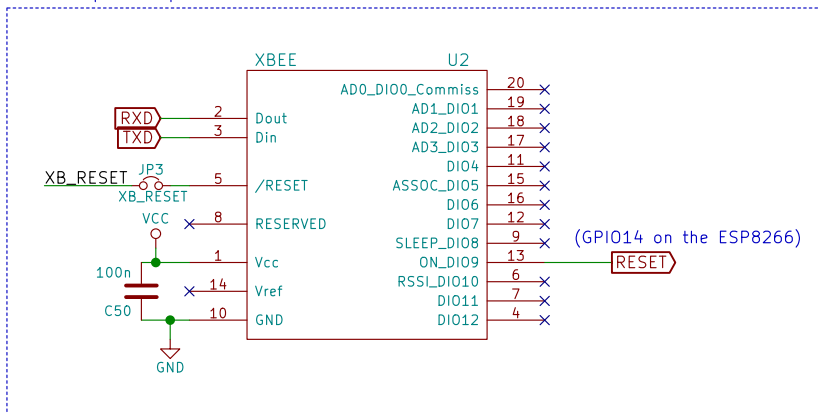 XBEE
U2
RXD
TXD
2
3
Dout
Din
XB_RESET
JP3
XB_RESET
5
/RESET
8
RESERVED
VCC
1
Vcc
100n
C50
14
Vref
10
GND
GND
AD0_DIO0_Commiss
20
AD1_DIO1
19
AD2_DIO2
18
AD3_DIO3
17
DIO4
11
ASSOC_DIO5
15
DIO6
16
DIO7
12
SLEEP_DIO8
9
ON_DIO9
13
RSSI_DIO10
6
DIO11
7
DIO12
4
(GPIO14 on the ESP8266)
RESET